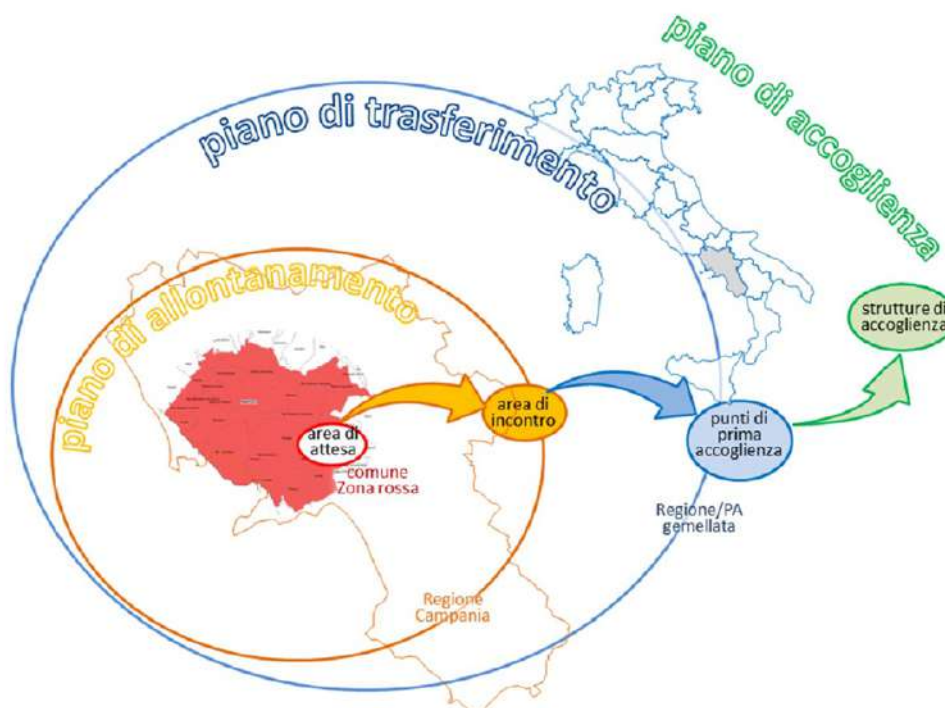 piano di accoglienza
piano di trasferimento
piano di allontanamento
strutture di
accoglienza
area di
incontro
area di
attesa
punti di
prima
accoglienza
comune
Zona rossa
Regione/PA
gemellata
Regione
Campania